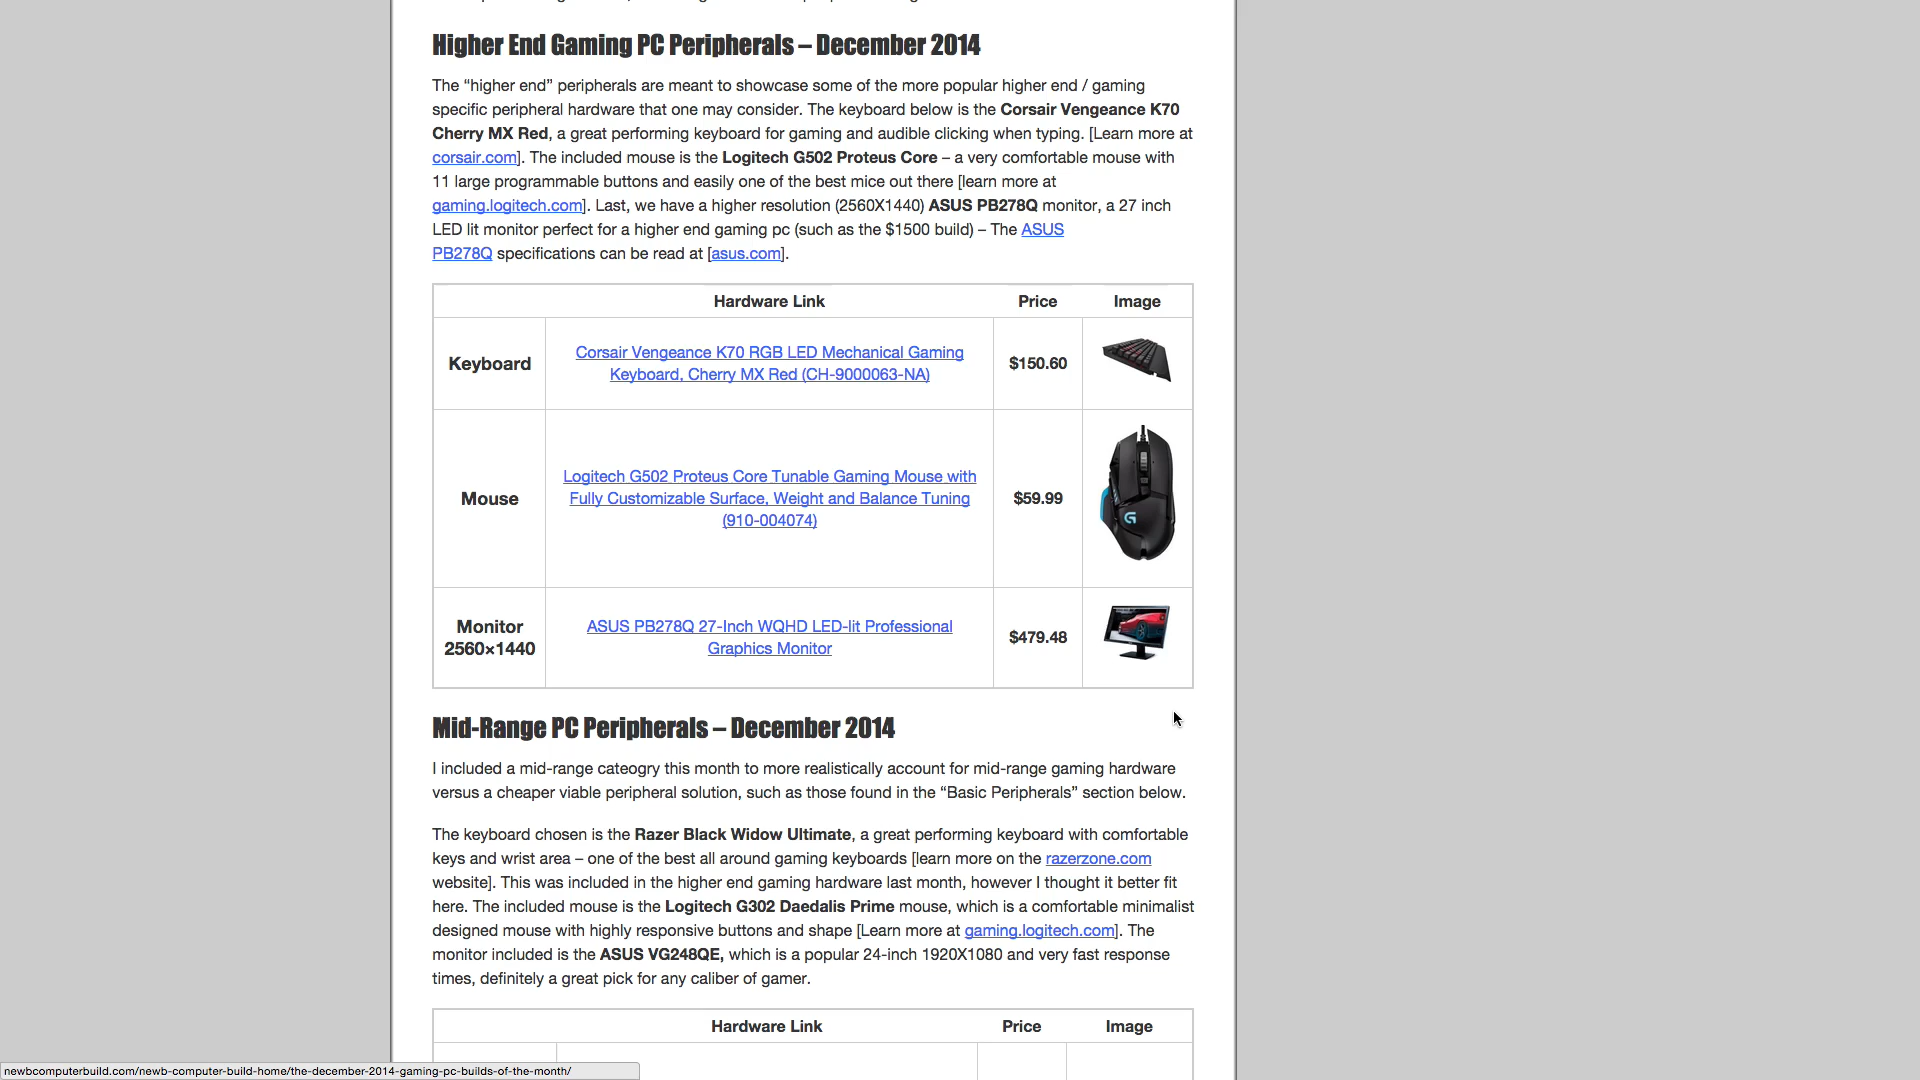 Higher End Gaming PC Peripherals – December 2014
The “higher end” peripherals are meant to showcase some of the more popular higher end / gaming
specific peripheral hardware that one may consider. The keyboard below is the Corsair Vengeance K70
Cherry MX Red, a great performing keyboard for gaming and audible clicking when typing. [Learn more at
corsair.com]. The included mouse is the Logitech G502 Proteus Core – a very comfortable mouse with
11 large programmable buttons and easily one of the best mice out there [learn more at
gaming.logitech.com]. Last, we have a higher resolution (2560X1440) ASUS PB278Q monitor, a 27 inch
LED lit monitor perfect for a higher end gaming pc (such as the $1500 build) – The ASUS
PB278Q specifications can be read at [asus.com].
Hardware Link Price Image
Keyboard
Corsair Vengeance K70 RGB LED Mechanical Gaming
Keyboard, Cherry MX Red (CH-9000063-NA)
$150.60
Mouse
Logitech G502 Proteus Core Tunable Gaming Mouse with
Fully Customizable Surface, Weight and Balance Tuning
(910-004074)
$59.99
Monitor
2560×1440
ASUS PB278Q 27-Inch WQHD LED-lit Professional
Graphics Monitor
$479.48
Mid-Range PC Peripherals – December 2014
I included a mid-range cateogry this month to more realistically account for mid-range gaming hardware
versus a cheaper viable peripheral solution, such as those found in the “Basic Peripherals” section below.
The keyboard chosen is the Razer Black Widow Ultimate, a great performing keyboard with comfortable
keys and wrist area – one of the best all around gaming keyboards [learn more on the razerzone.com
website]. This was included in the higher end gaming hardware last month, however I thought it better fit
here. The included mouse is the Logitech G302 Daedalis Prime mouse, which is a comfortable minimalist
designed mouse with highly responsive buttons and shape [Learn more at gaming.logitech.com]. The
monitor included is the ASUS VG248QE, which is a popular 24-inch 1920X1080 and very fast response
times, definitely a great pick for any caliber of gamer.
Hardware Link Price Image
newbcomputerbuild.com/newb-computer-build-home/the-december-2014-gaming-pc-builds-of-the-month/